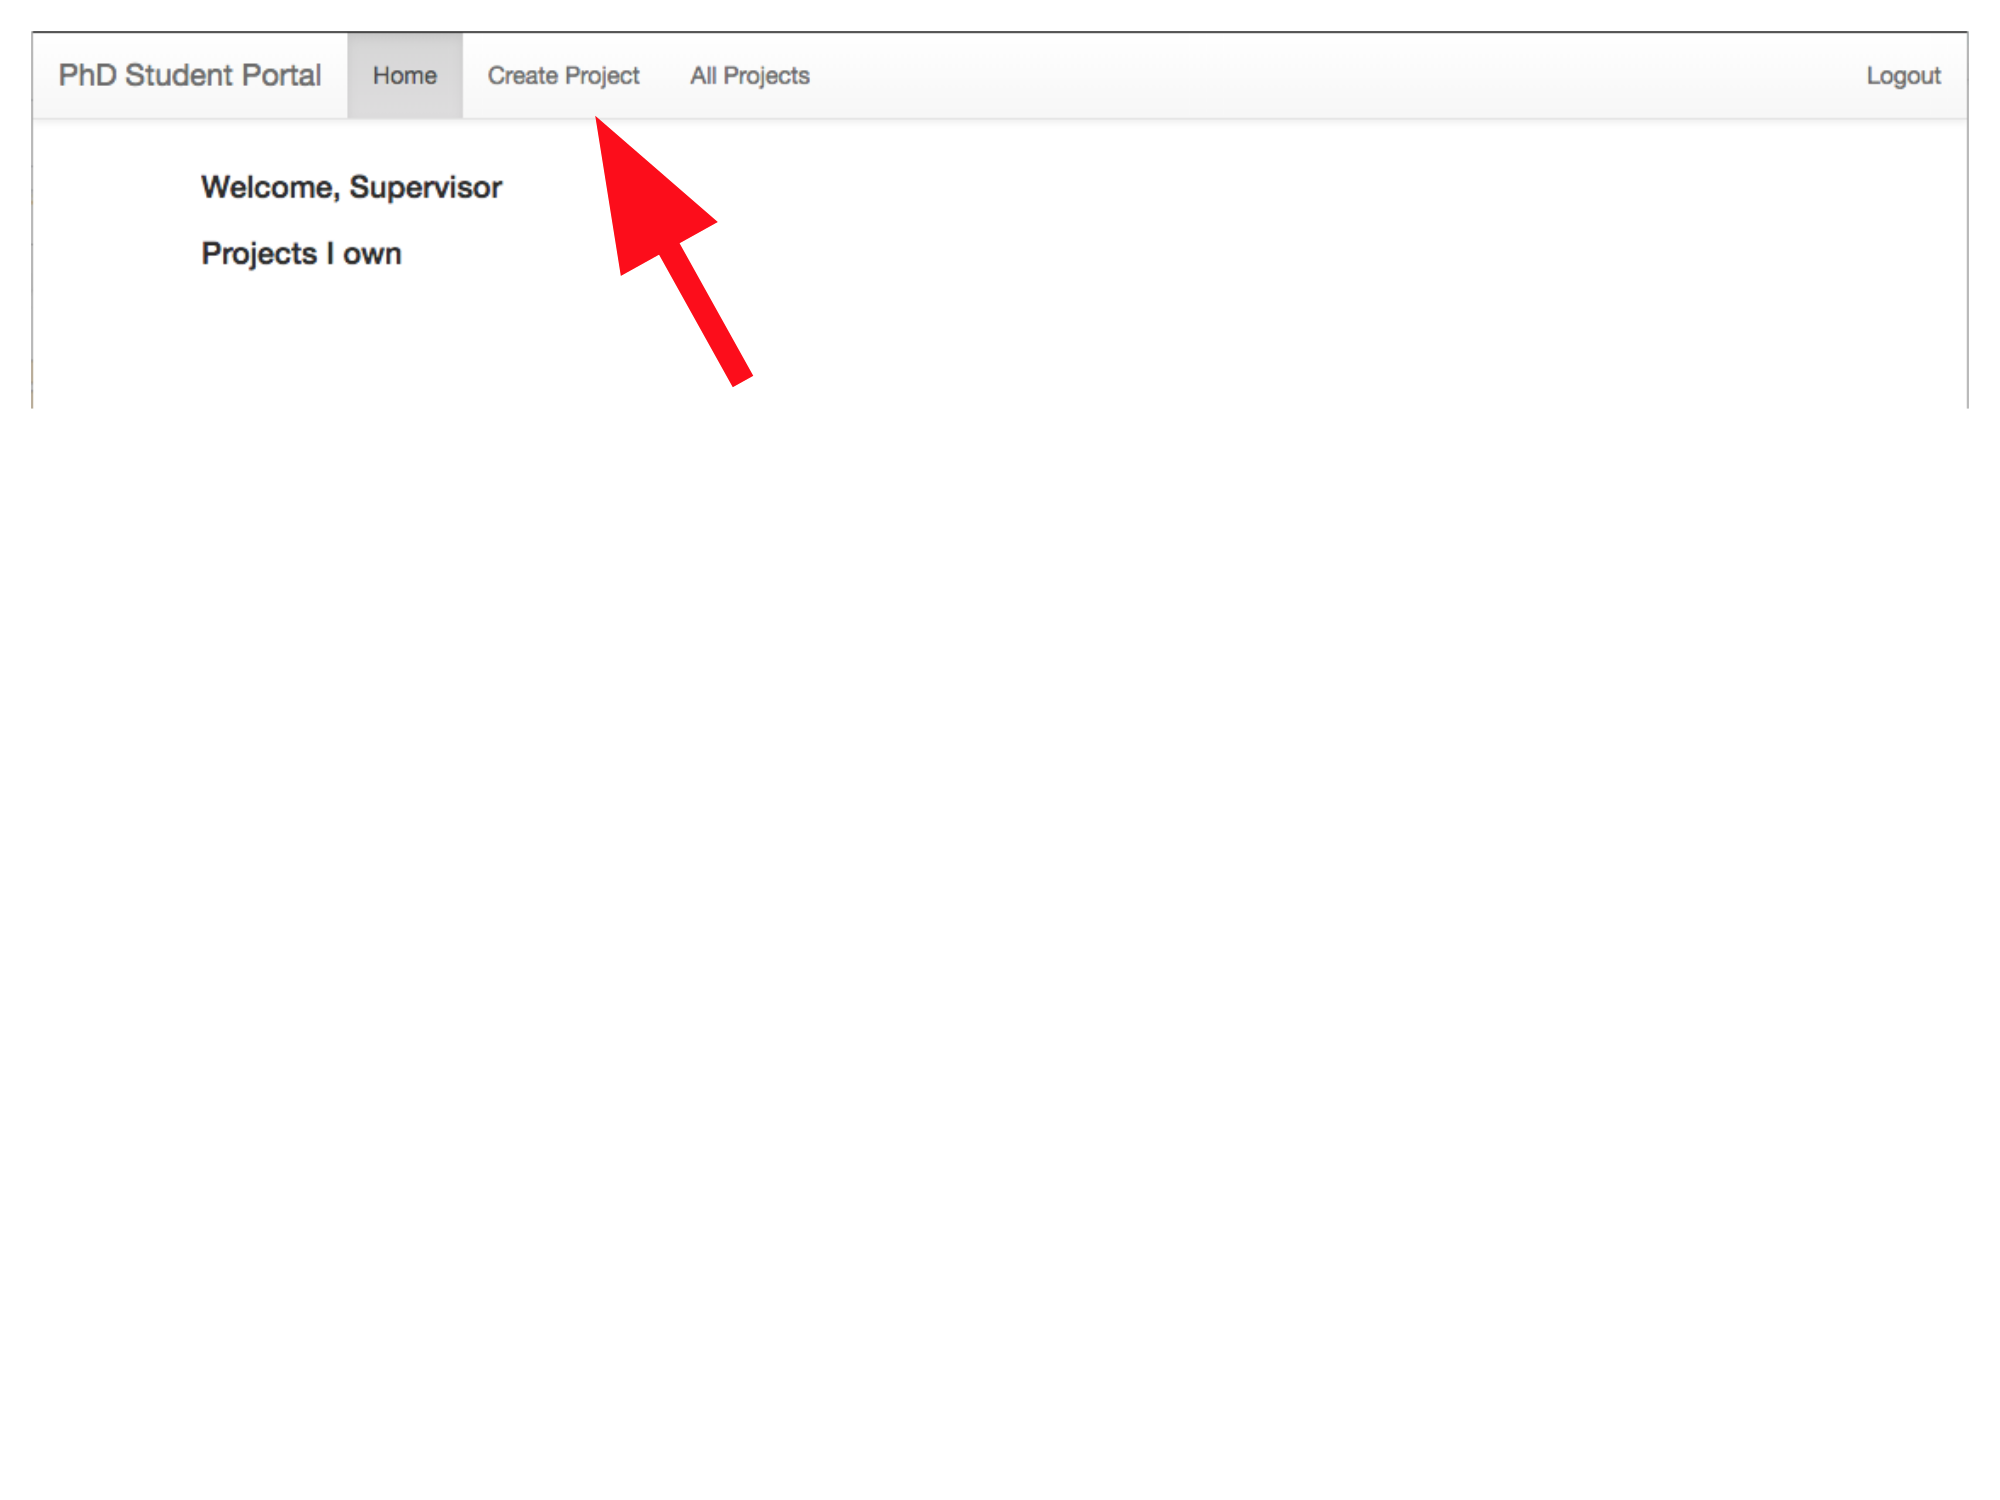 PhD Student Portal Home Create Project All Projects Logout
Welcome, Supervisor
Projects I own